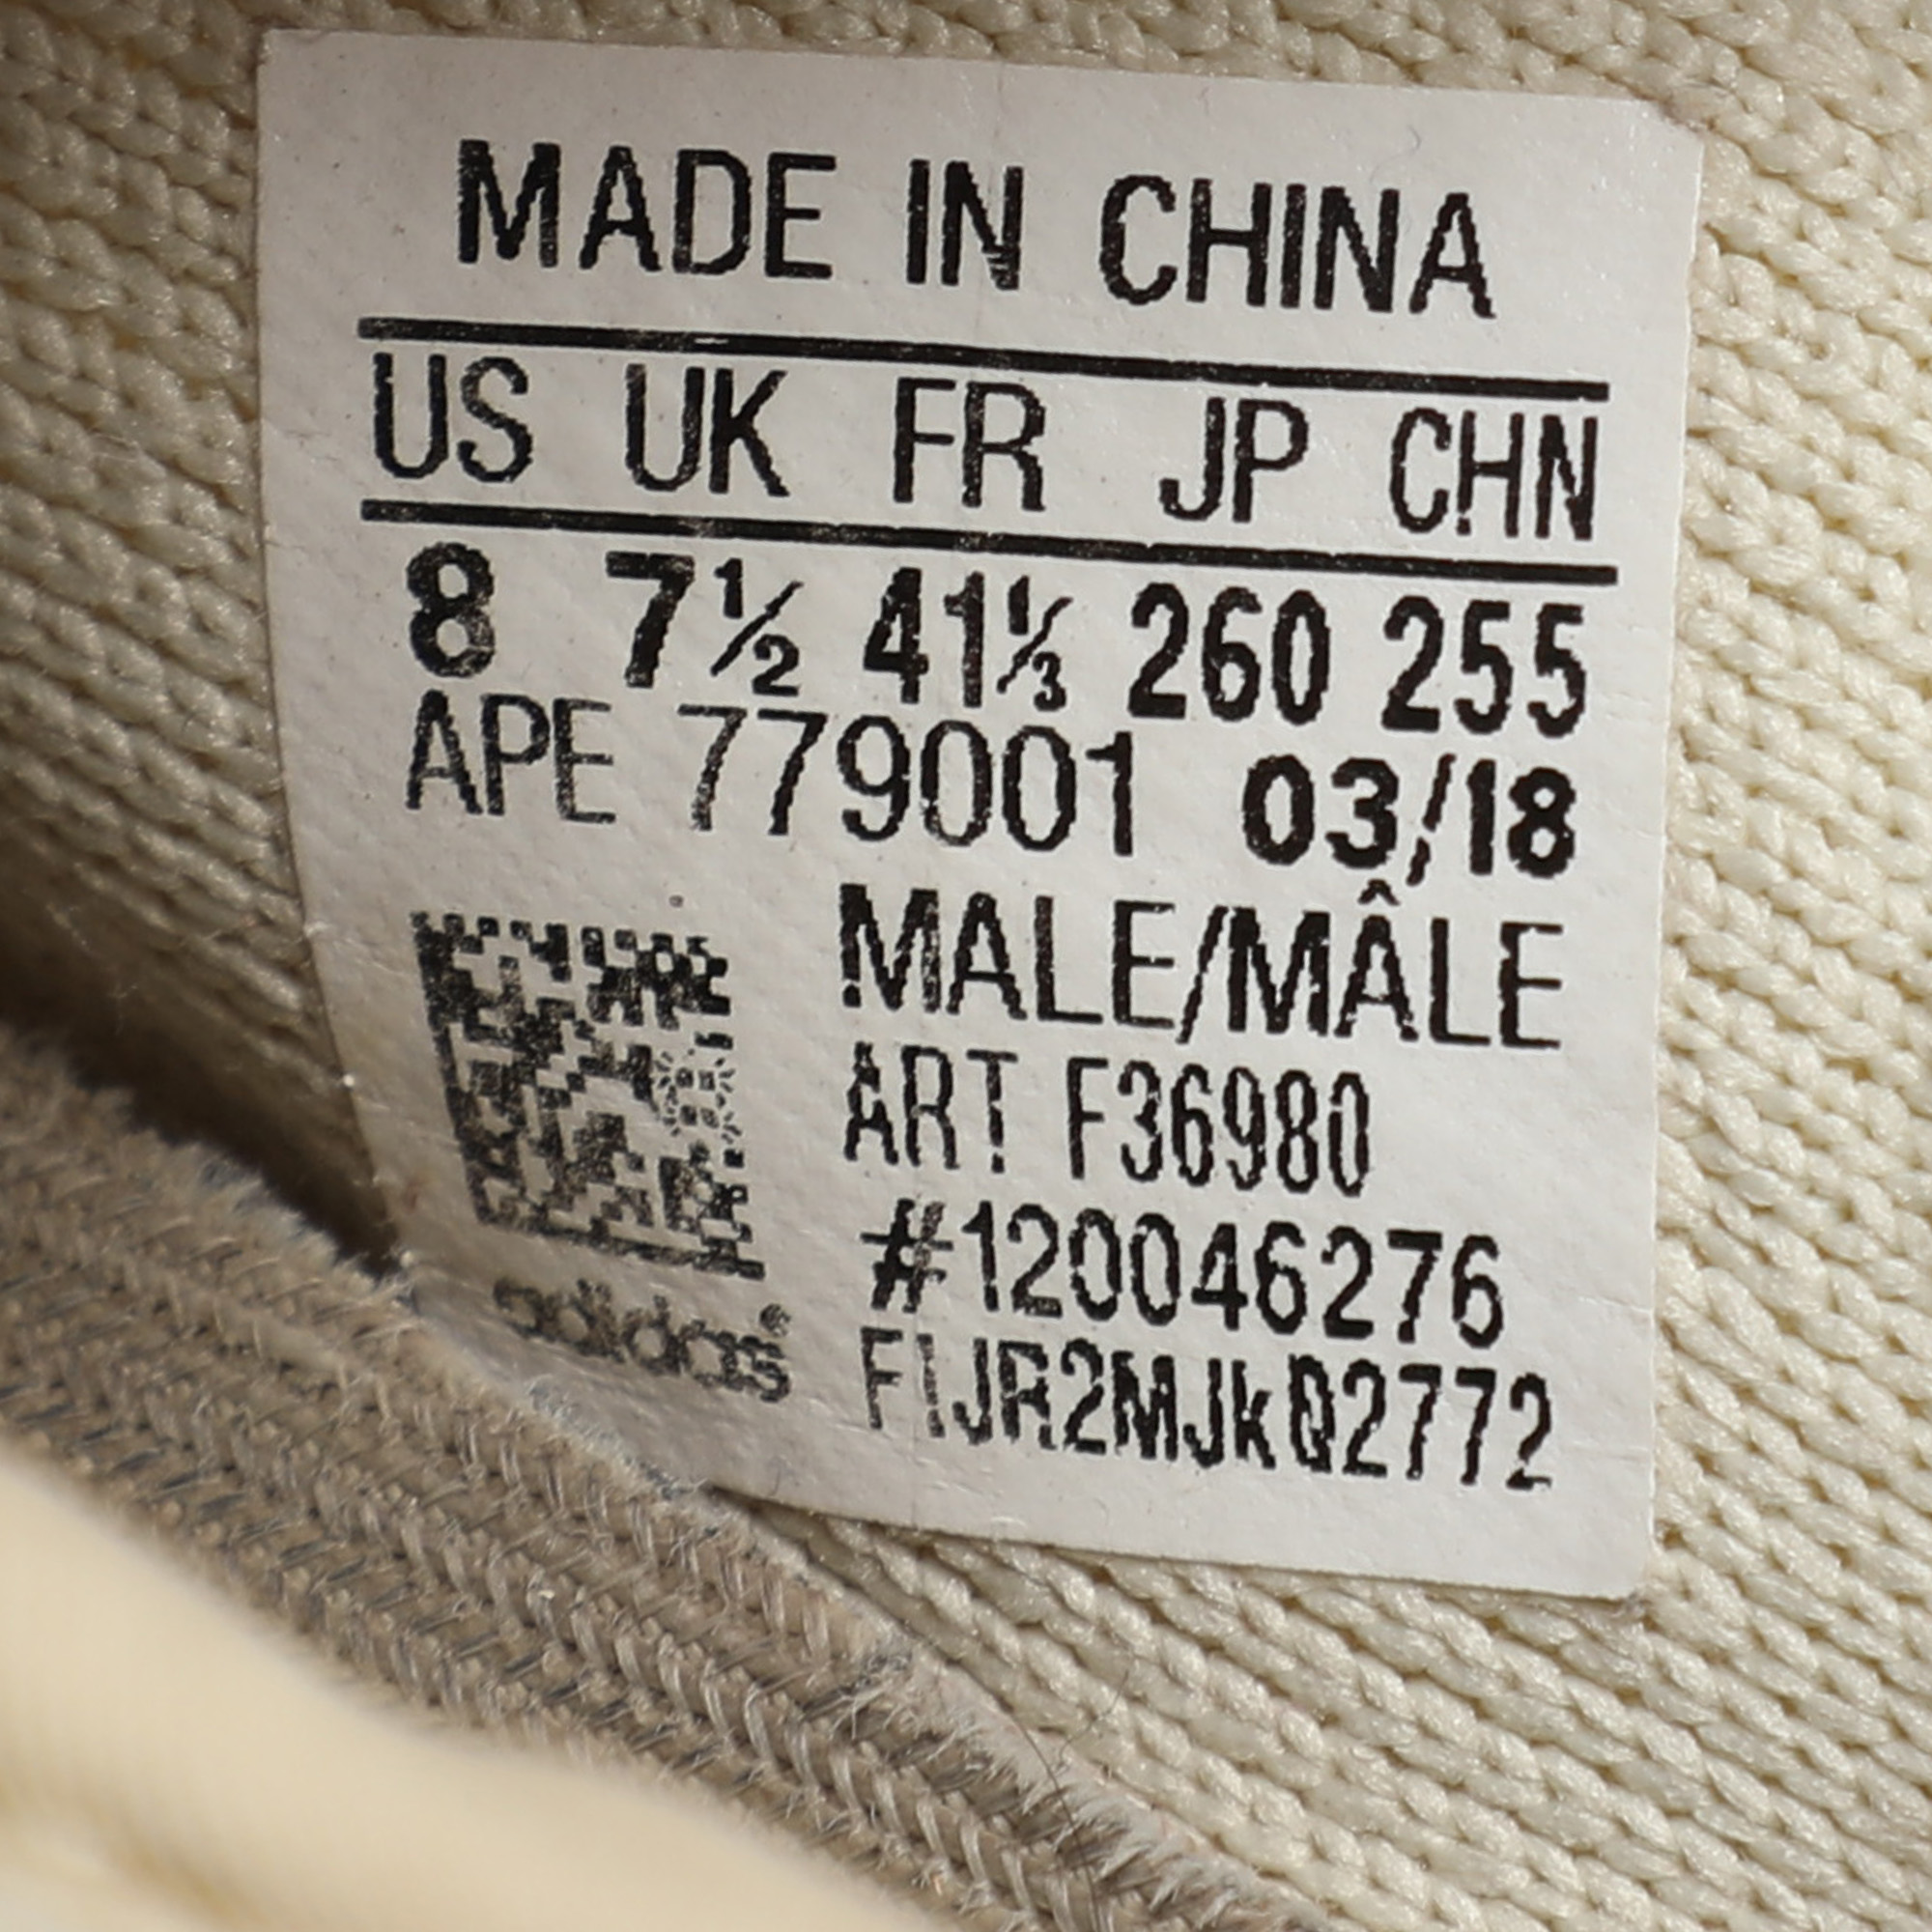 MADE IN CHINA
US UK FR JP CHN
8 7½ 41⅓ 260 255
APE 779001 03/18
MALE/MÂLE
ART F36980
#120046276
adidas®